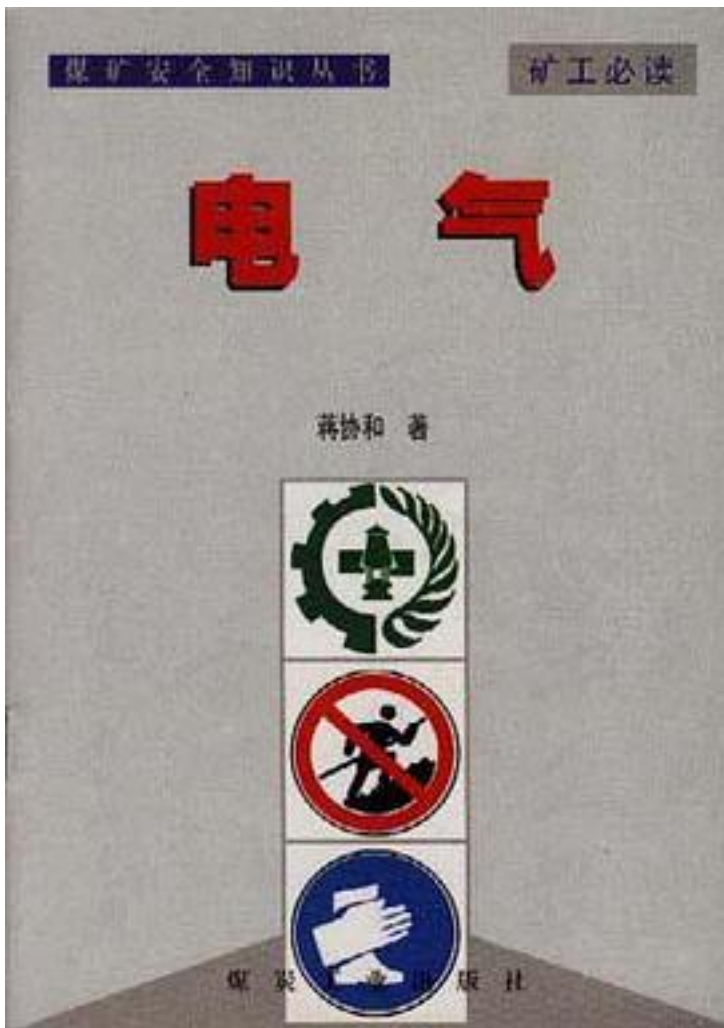 煤矿安全知识丛书
矿工必读
电气
蒋协和 著
煤炭工业出版社